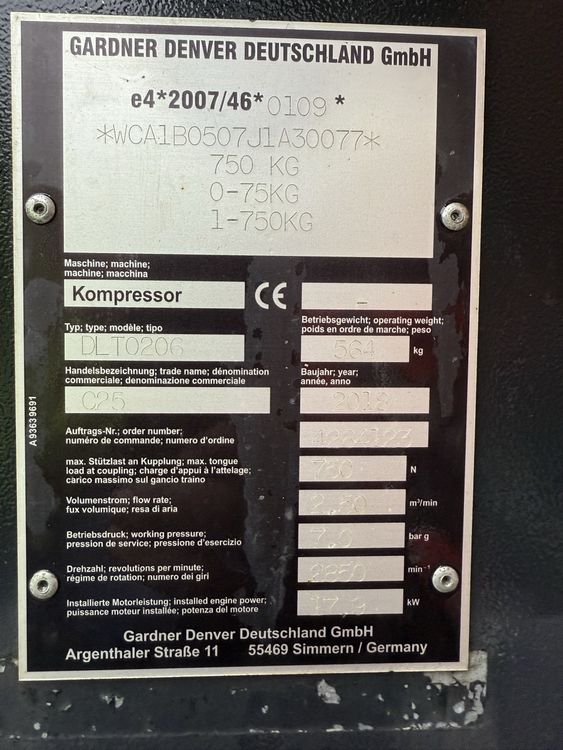 GARDNER DENVER DEUTSCHLAND GmbH
e4*2007/46*0109*
*WCA1B0507J1A30077*
750 KG
0-75KG
1-750KG
Maschine; machine;
machine; macchina
Kompressor
CE
–
Typ; type; modèle; tipo
DLT0206
Betriebsgewicht; operating weight;
poids en ordre de marche; peso
564 kg
Handelsbezeichnung; trade name; dénomination
commerciale; denominazione commerciale
C25
Baujahr; year;
année, anno
2018
Auftrags-Nr.; order number;
numéro de commande; numero d'ordine
max. Stützlast an Kupplung; max. tongue
load at coupling; charge d'appui à l'attelage;
carico massimo sul gancio traino
N
Volumenstrom; flow rate;
fux volumique; resa di aria
2,50 m³/min
Betriebsdruck; working pressure;
pression de service; pressione d'esercizio
7,0 bar g
Drehzahl; revolutions per minute;
régime de rotation; numero dei giri
2850 min⁻¹
Installierte Motorleistung; installed engine power;
puissance moteur installée; potenza del motore
kW
Gardner Denver Deutschland GmbH
Argenthaler Straße 11 55469 Simmern / Germany
A93639691